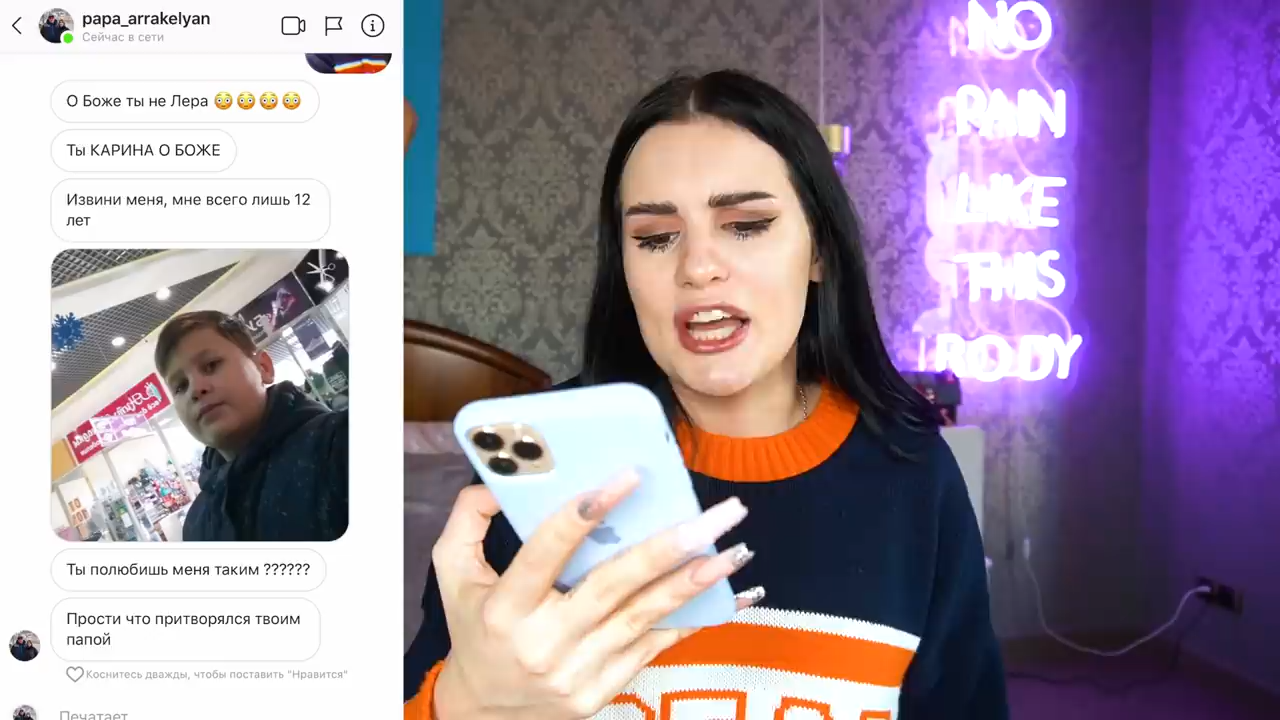 papa_arrakelyan
Сейчас в сети
О Боже ты не Лера 😳😳😳😳
Ты КАРИНА О БОЖЕ
Извини меня, мне всего лишь 12
лет
Ты полюбишь меня таким ??????
Прости что притворялся твоим
папой
Коснитесь дважды, чтобы поставить "Нравится"
Печатает
NO
PAIN
LIKE
THIS
BODY